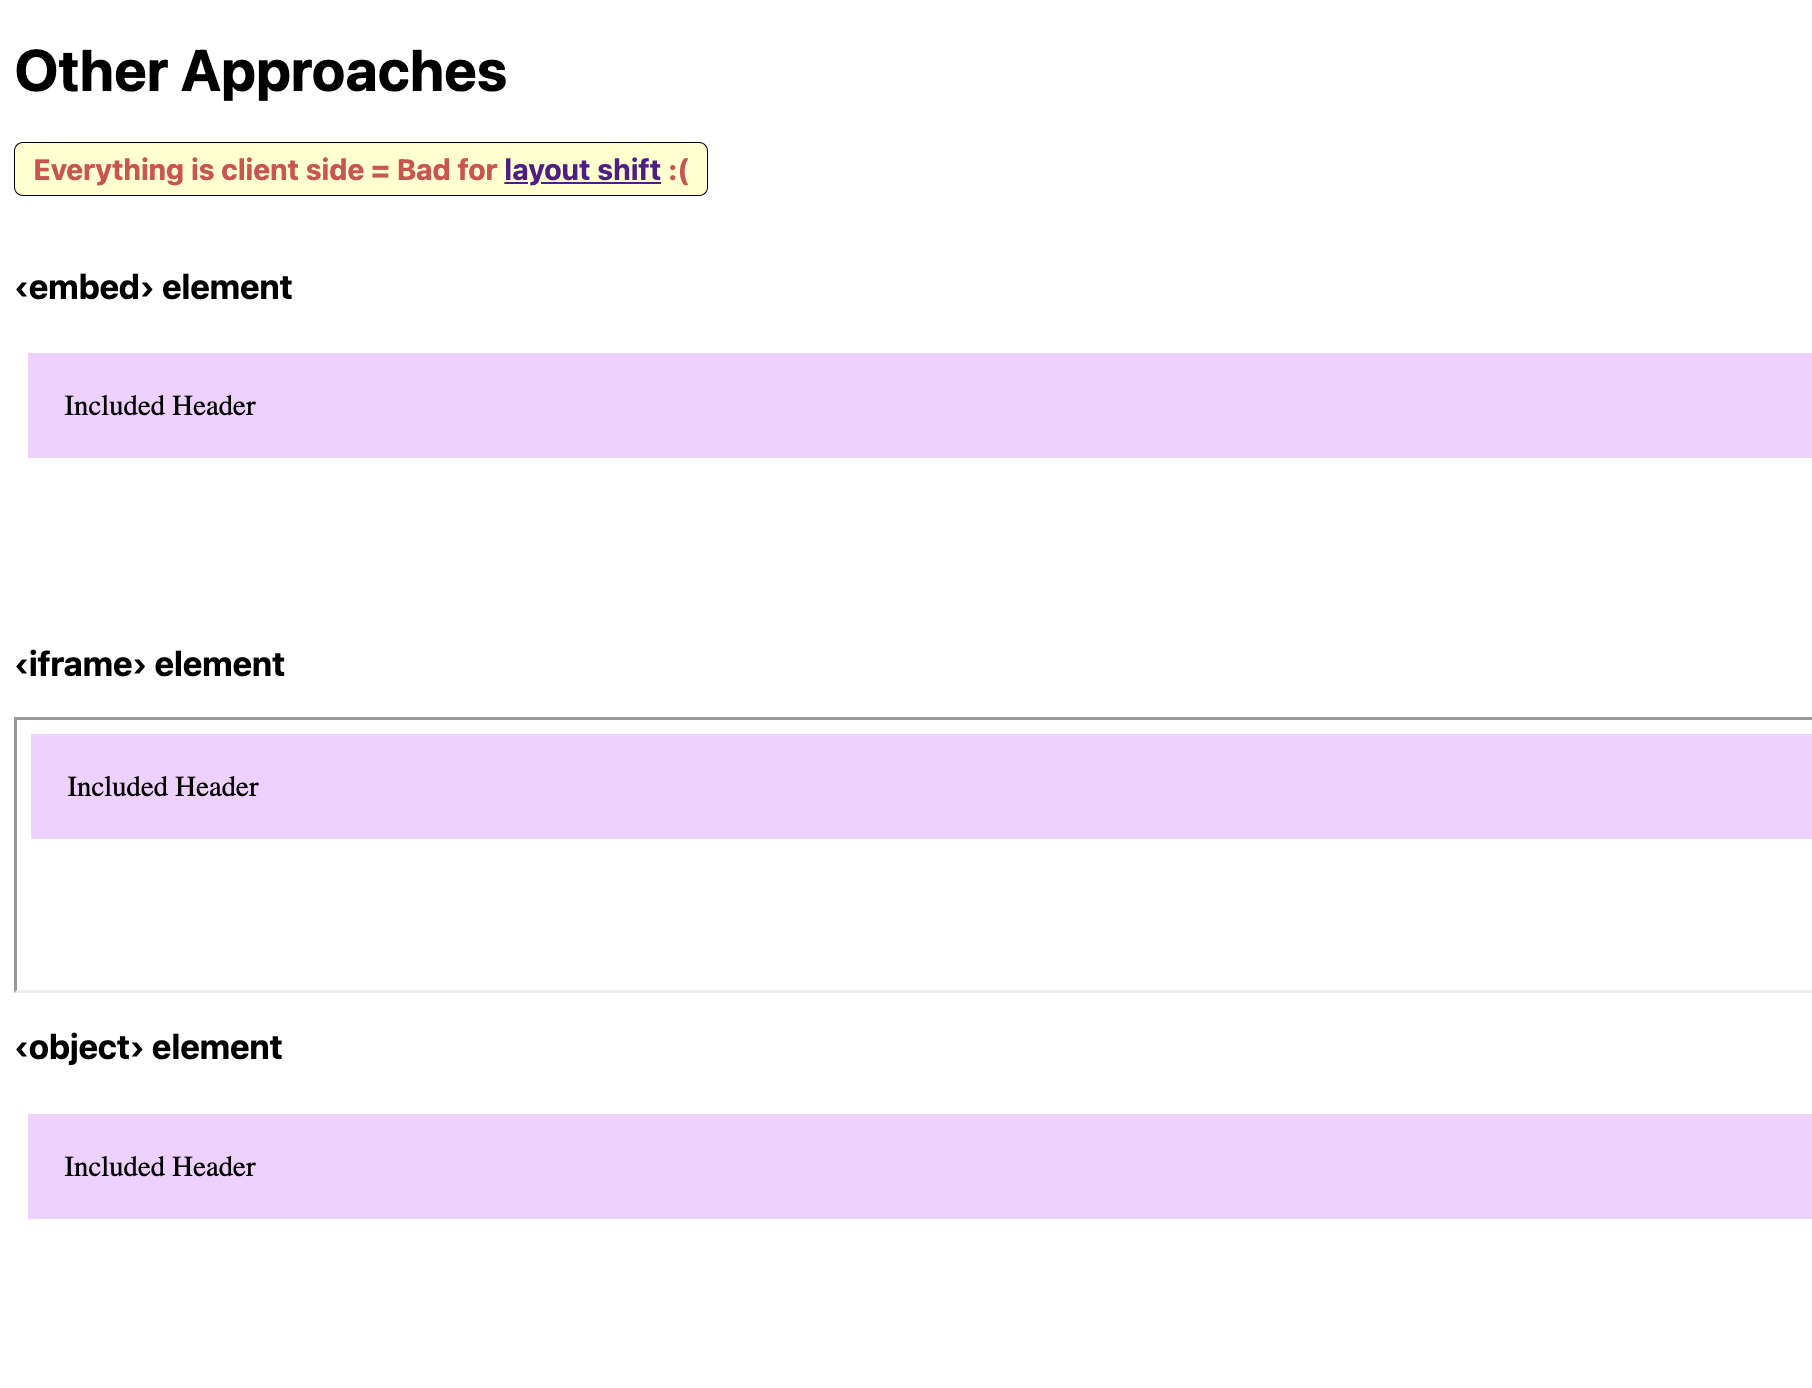 Other Approaches
Everything is client side = Bad for layout shift :(
‹embed› element
Included Header
‹iframe› element
Included Header
‹object› element
Included Header